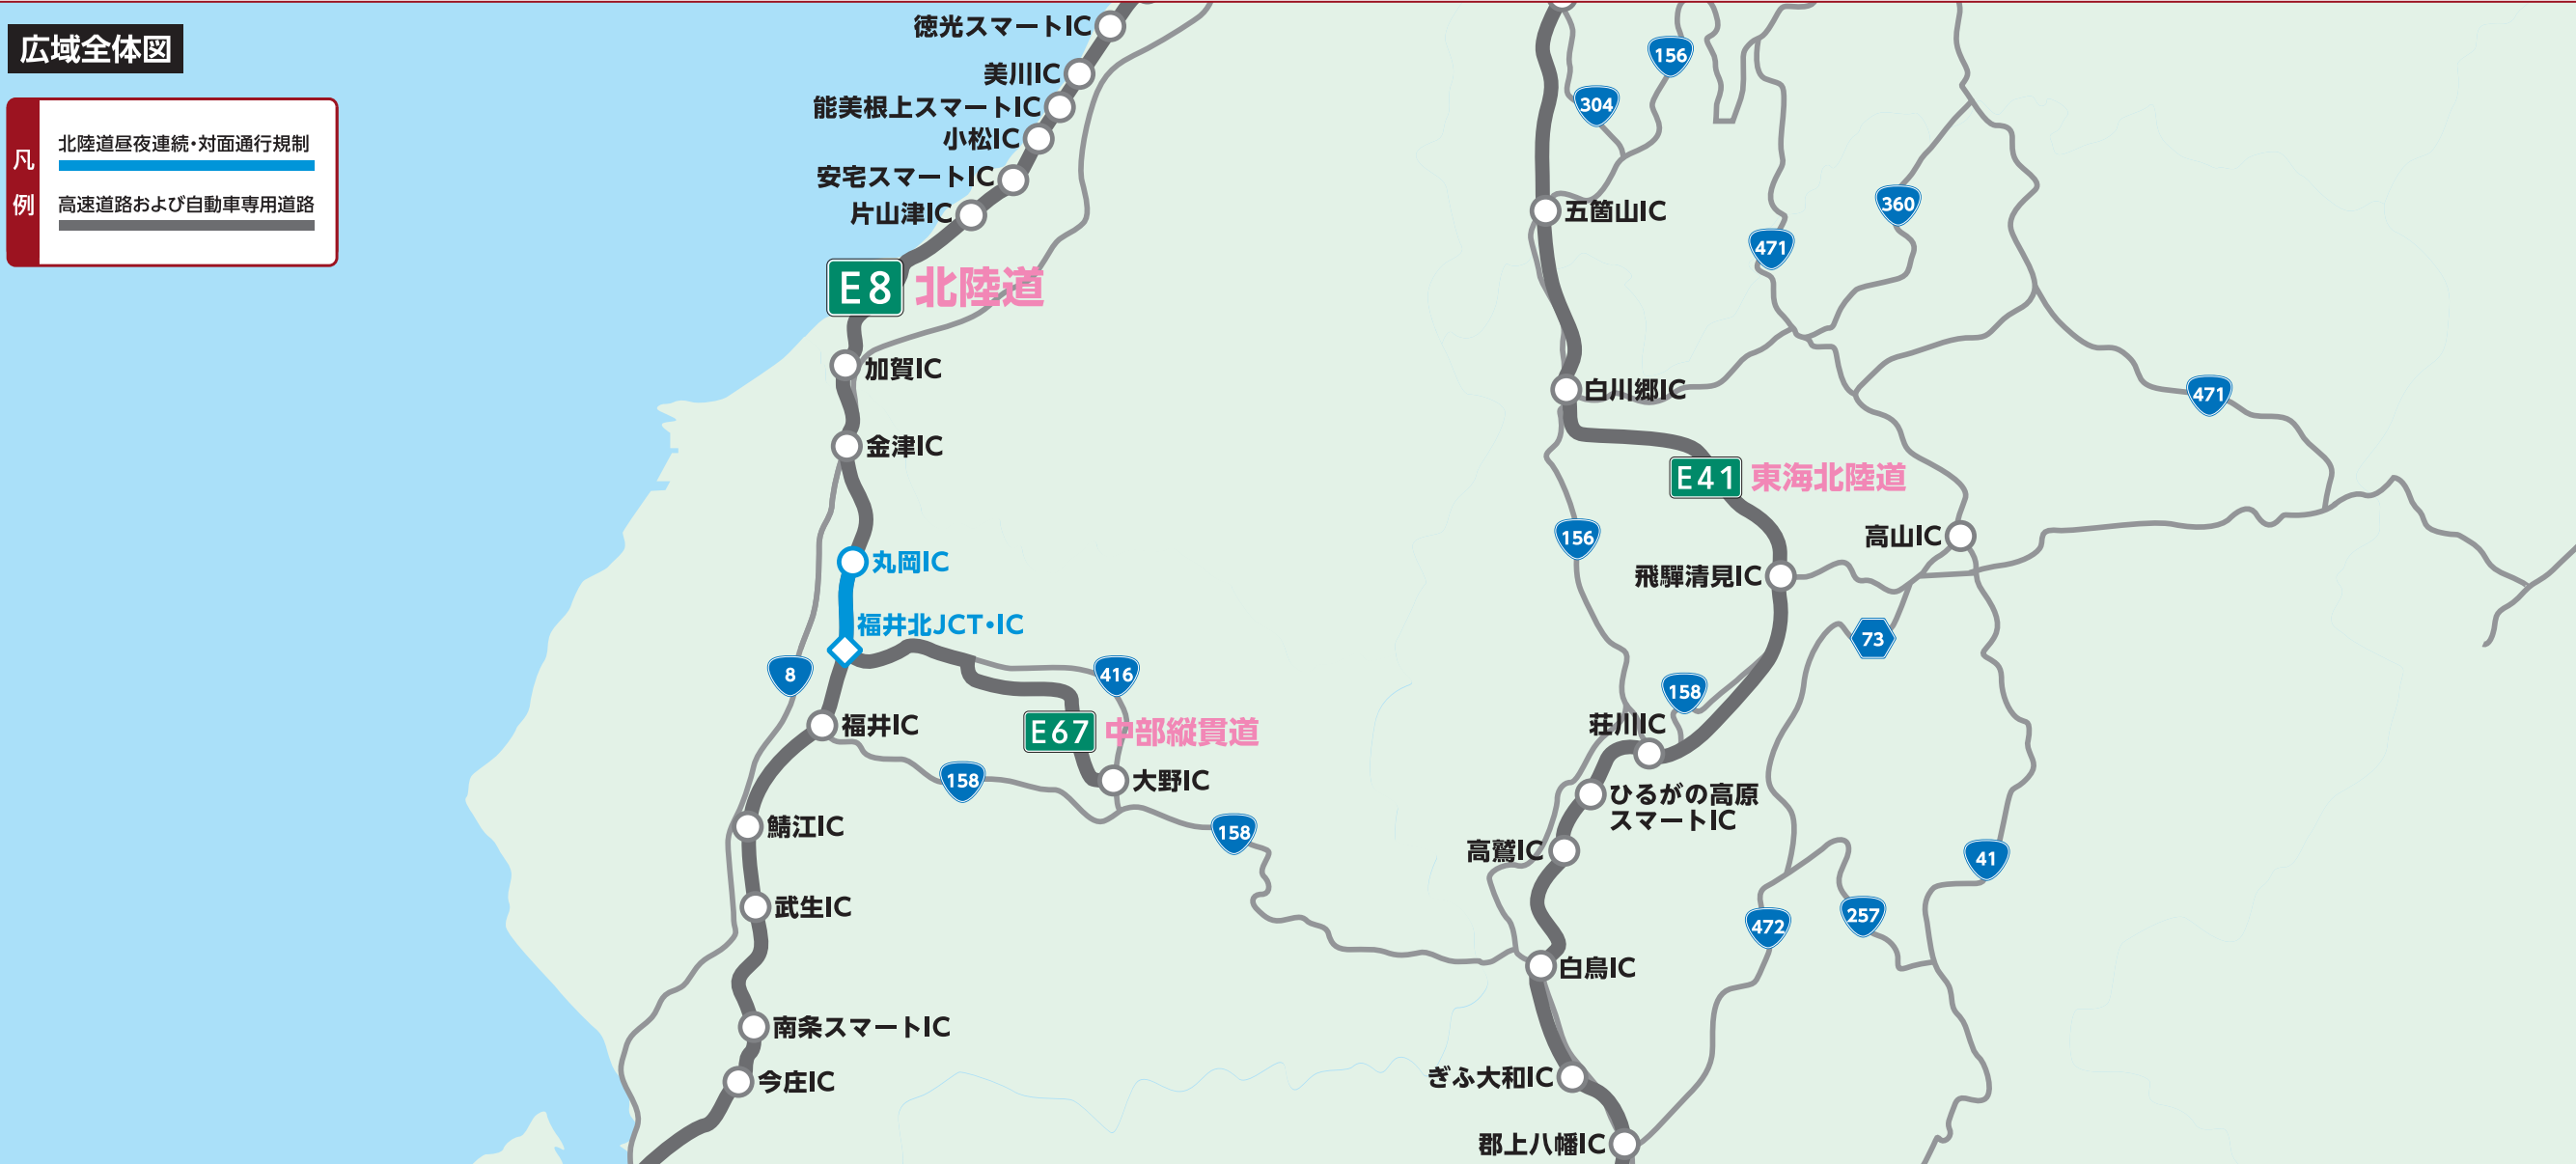 広域全体図
凡例
北陸道昼夜連続・対面通行規制
高速道路および自動車専用道路
徳光スマートIC
美川IC
能美根上スマートIC
小松IC
安宅スマートIC
片山津IC
E8 北陸道
加賀IC
金津IC
丸岡IC
福井北JCT・IC
8
416
福井IC
E67 中部縦貫道
158
大野IC
158
鯖江IC
武生IC
南条スマートIC
今庄IC
156
304
五箇山IC
360
471
白川郷IC
471
E41 東海北陸道
156
高山IC
飛驒清見IC
73
158
荘川IC
ひるがの高原
スマートIC
高鷲IC
41
472
257
白鳥IC
ぎふ大和IC
郡上八幡IC